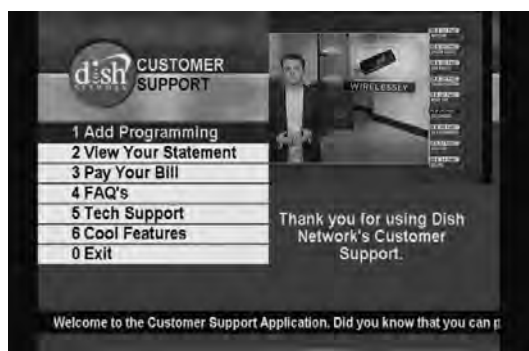 dish
NETWORK
CUSTOMER
SUPPORT
WIRELESSLY
1 Add Programming
2 View Your Statement
3 Pay Your Bill
4 FAQ's
5 Tech Support
6 Cool Features
0 Exit
Thank you for using Dish
Network's Customer
Support.
Welcome to the Customer Support Application. Did you know that you can p